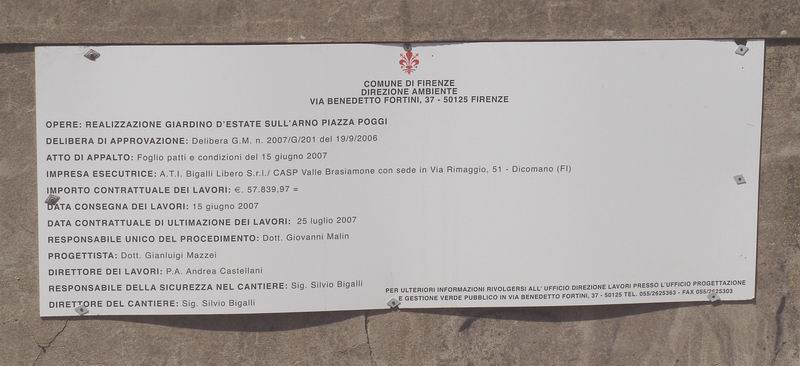 COMUNE DI FIRENZE
DIREZIONE AMBIENTE
VIA BENEDETTO FORTINI, 37 - 50125 FIRENZE
OPERE: REALIZZAZIONE GIARDINO D'ESTATE SULL'ARNO PIAZZA POGGI
DELIBERA DI APPROVAZIONE: Delibera G.M. n. 2007/G/201 del 19/9/2006
ATTO DI APPALTO: Foglio patti e condizioni del 15 giugno 2007
IMPRESA ESECUTRICE: A.T.I. Bigalli Libero S.r.l./ CASP Valle Brasiamone con sede in Via Rimaggio, 51 - Dicomano (FI)
IMPORTO CONTRATTUALE DEI LAVORI: €. 57.839,97 =
DATA CONSEGNA DEI LAVORI: 15 giugno 2007
DATA CONTRATTUALE DI ULTIMAZIONE DEI LAVORI: 25 luglio 2007
RESPONSABILE UNICO DEL PROCEDIMENTO: Dott. Giovanni Malin
PROGETTISTA: Dott. Gianluigi Mazzei
DIRETTORE DEI LAVORI: P.A. Andrea Castellani
RESPONSABILE DELLA SICUREZZA NEL CANTIERE: Sig. Silvio Bigalli
DIRETTORE DEL CANTIERE: Sig. Silvio Bigalli
PER ULTERIORI INFORMAZIONI RIVOLGERSI ALL' UFFICIO DIREZIONE LAVORI PRESSO L'UFFICIO PROGETTAZIONE
E GESTIONE VERDE PUBBLICO IN VIA BENEDETTO FORTINI, 37 - 50125 TEL. 055/2625363 - FAX 055/2625303